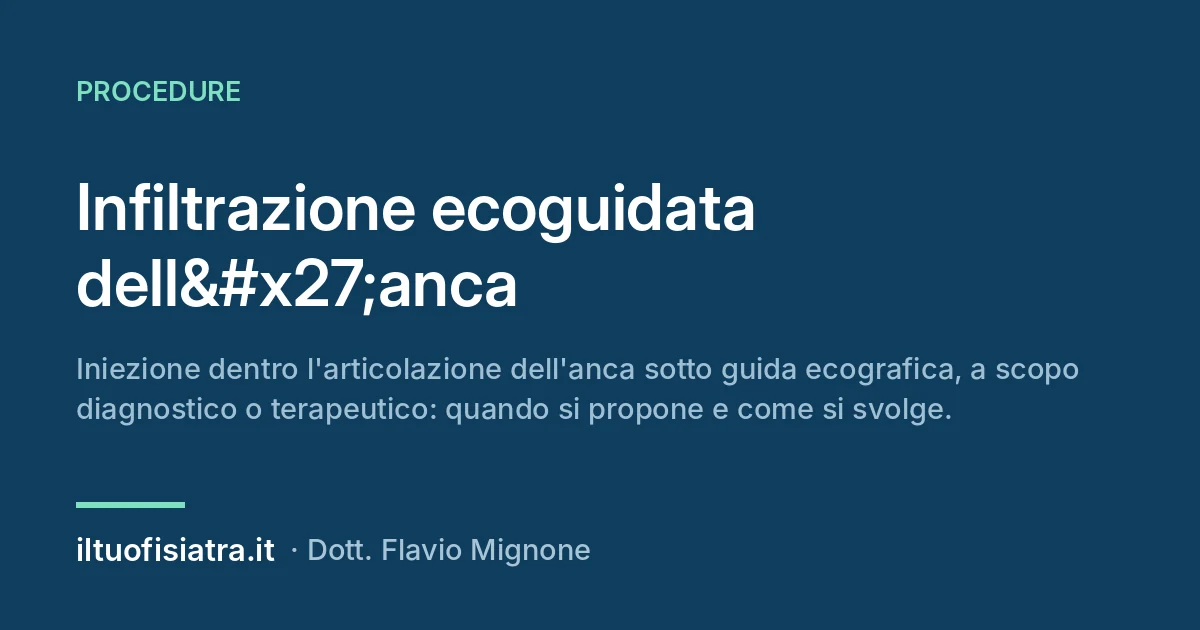 PROCEDURE
Infiltrazione ecoguidata
dell&#x27;anca
Iniezione dentro l'articolazione dell'anca sotto guida ecografica, a scopo
diagnostico o terapeutico: quando si propone e come si svolge.
iltuofisiatra.it · Dott. Flavio Mignone